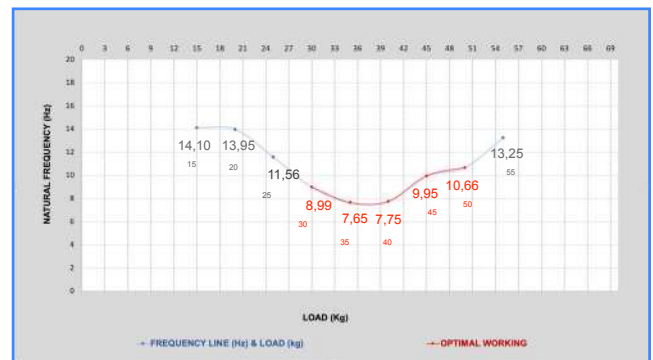 0 3 6 9 12 15 18 21 24 27 30 33 36 39 42 45 48 51 54 57 60 63 66 69
20
18
16
14
12
10
8
6
4
2
0
NATURAL FREQUENCY (Hz)
14,10 13,95 11,56 8,99 7,65 7,75 9,95 10,66 13,25
15 20 25 30 35 40 45 50 55
LOAD (Kg)
FREQUENCY LINE (Hz) & LOAD (kg) OPTIMAL WORKING